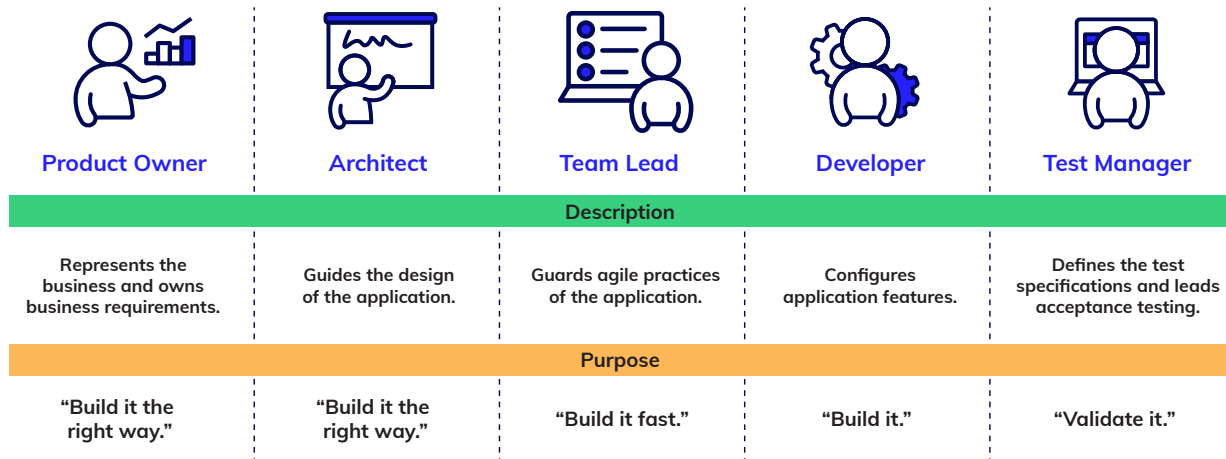 Product Owner
Architect
Team Lead
Developer
Test Manager
Description
Represents the
business and owns
business requirements.
Guides the design
of the application.
Guards agile practices
of the application.
Configures
application features.
Defines the test
specifications and leads
acceptance testing.
Purpose
“Build it the
right way.”
“Build it the
right way.”
“Build it fast.”
“Build it.”
“Validate it.”